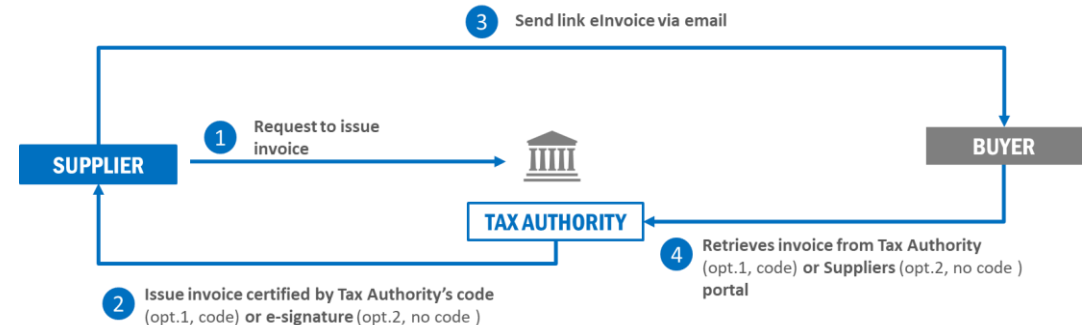 3
Send link eInvoice via email
1
Request to issue
invoice
SUPPLIER
BUYER
TAX AUTHORITY
4
Retrieves invoice from Tax Authority
(opt.1, code) or Suppliers (opt.2, no code )
portal
2
Issue invoice certified by Tax Authority's code
(opt.1, code) or e-signature (opt.2, no code )